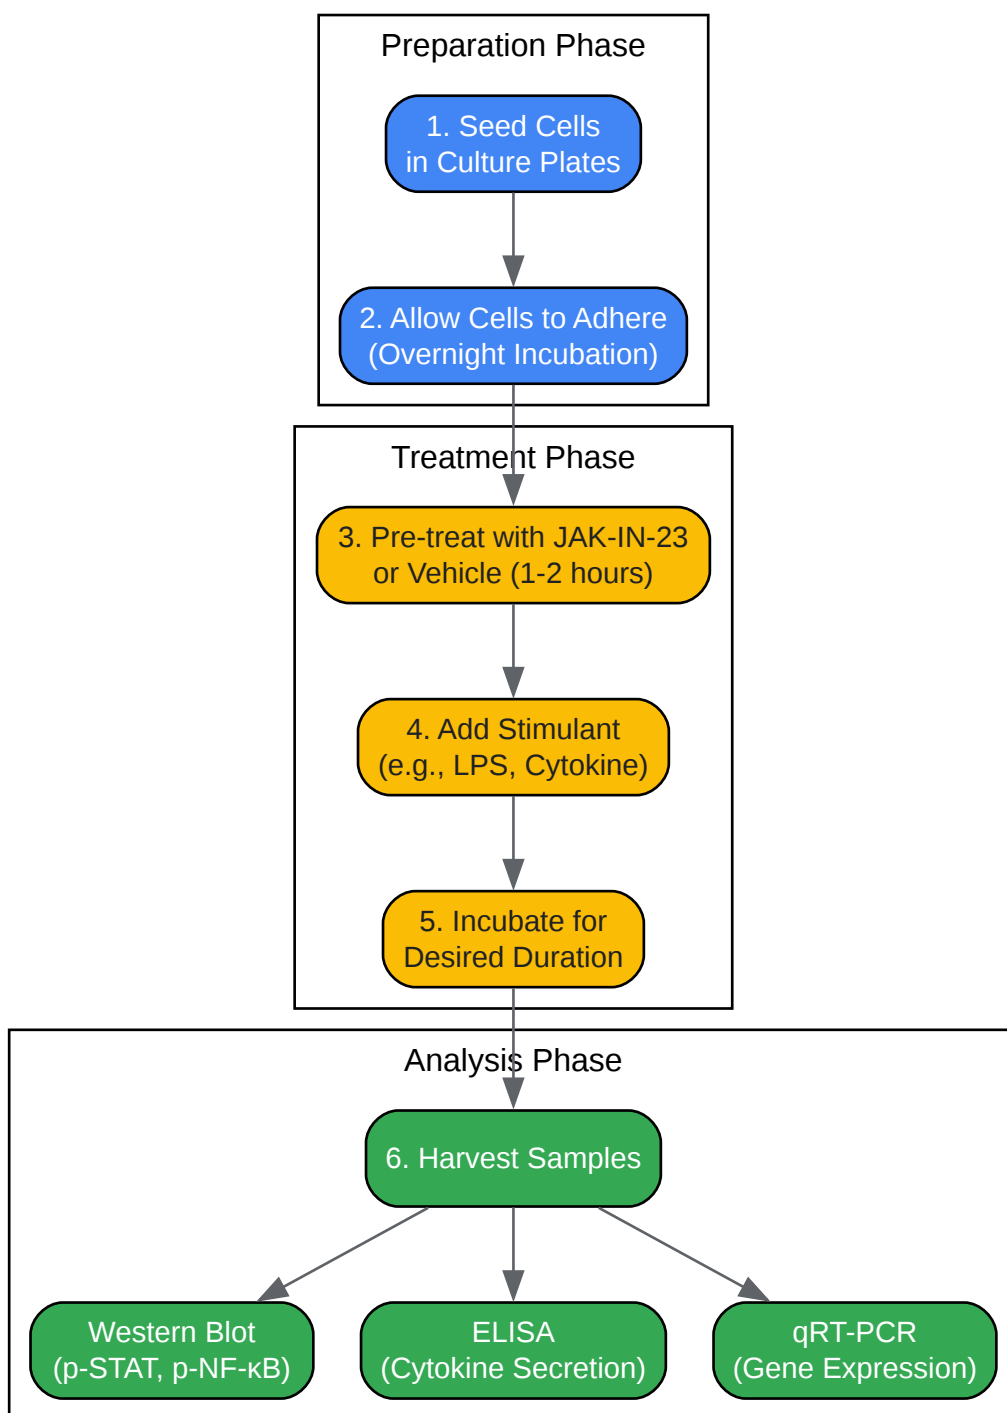 Preparation Phase
1. Seed Cells
in Culture Plates
2. Allow Cells to Adhere
(Overnight Incubation)
Treatment Phase
3. Pre-treat with JAK-IN-23
or Vehicle (1-2 hours)
4. Add Stimulant
(e.g., LPS, Cytokine)
5. Incubate for
Desired Duration
Analysis Phase
6. Harvest Samples
Western Blot
(p-STAT, p-NF-κB)
ELISA
(Cytokine Secretion)
qRT-PCR
(Gene Expression)